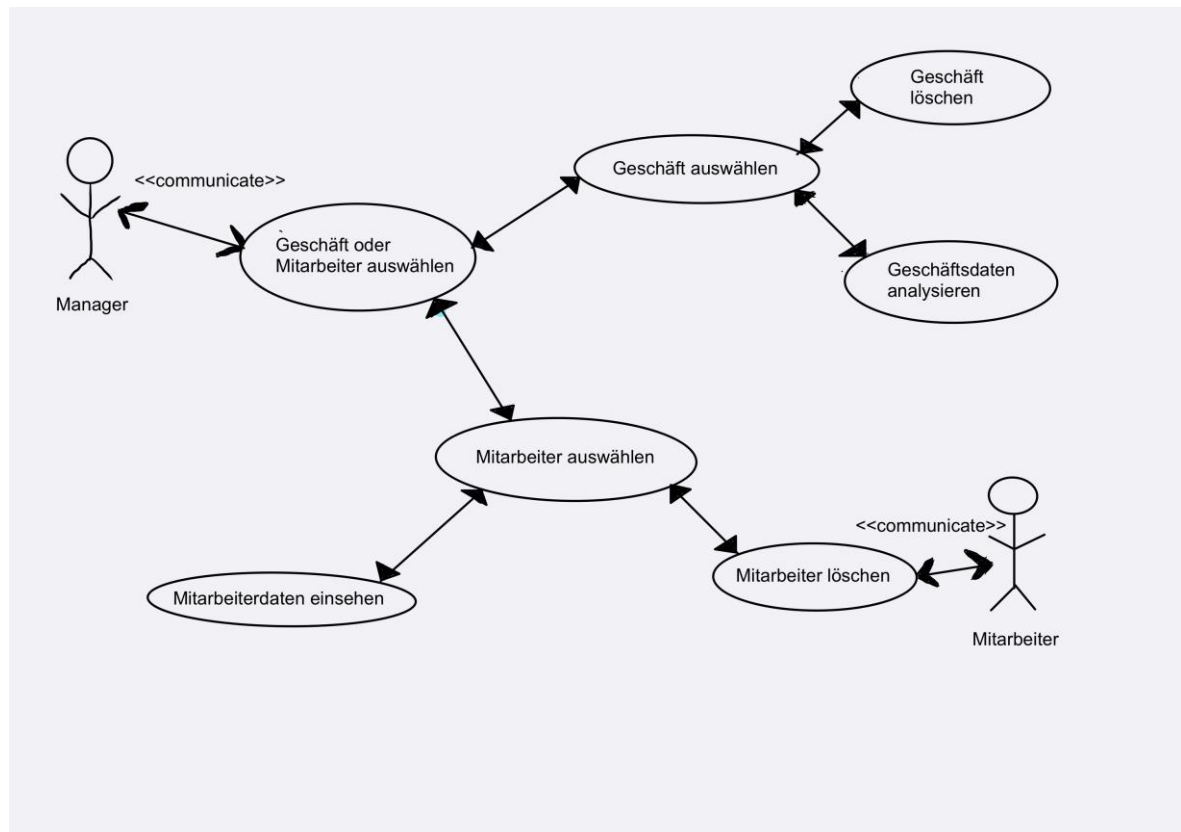 Geschäft
löschen
Geschäft auswählen
<<communicate>>
Geschäft oder
Mitarbeiter auswählen
Geschäftsdaten
analysieren
Manager
Mitarbeiter auswählen
<<communicate>>
Mitarbeiter löschen
Mitarbeiterdaten einsehen
Mitarbeiter